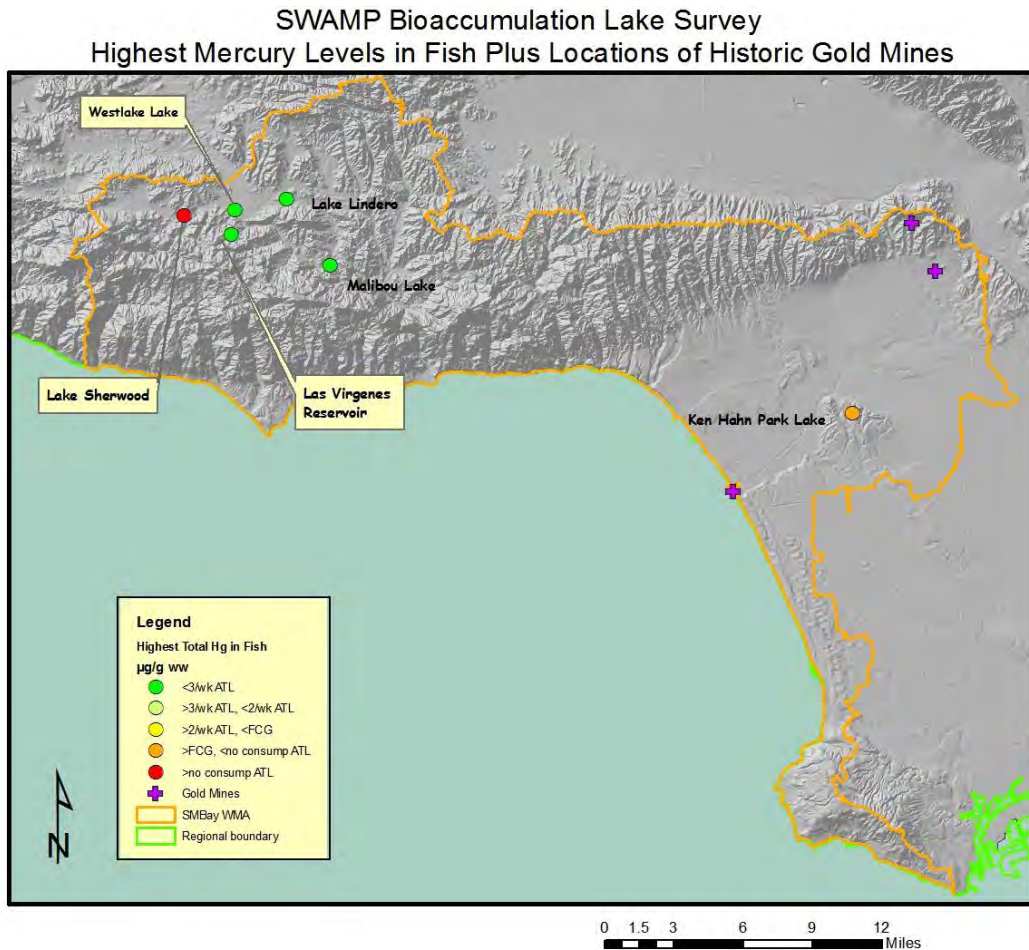 SWAMP Bioaccumulation Lake Survey
Highest Mercury Levels in Fish Plus Locations of Historic Gold Mines
Westlake Lake
Lake Lindero
Malibou Lake
Lake Sherwood
Las Virgenes
Reservoir
Ken Hahn Park Lake
Legend
Highest Total Hg in Fish
µg/g ww
<3/wk ATL
>3/wk ATL, <2/wk ATL
>2/wk ATL, <FCG
>FCG, <no consump ATL
>no consump ATL
Gold Mines
SMBay WMA
Regional boundary
N
0 1.5 3 6 9 12
Miles